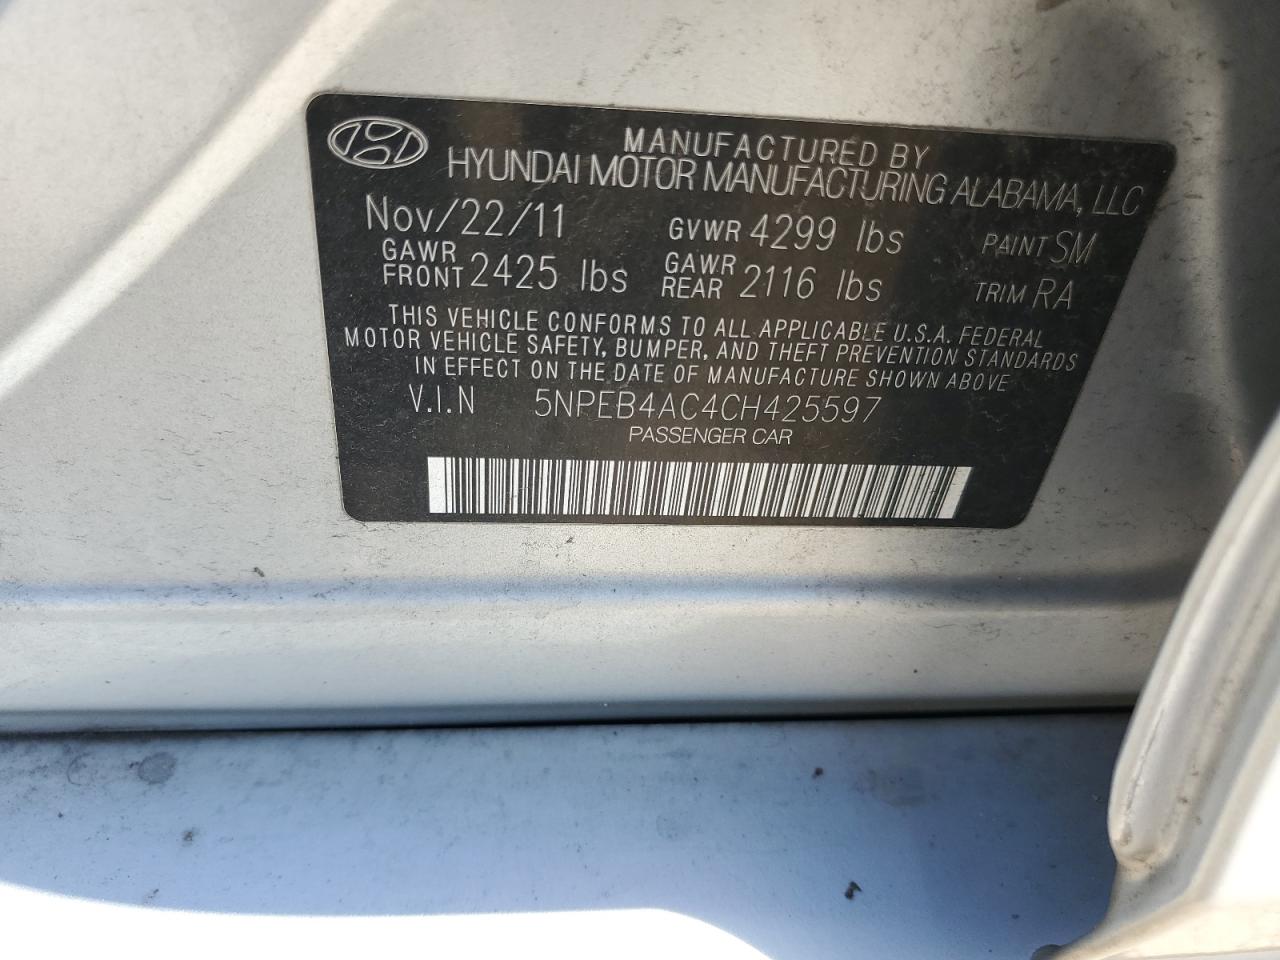 MANUFACTURED BY
HYUNDAI MOTOR MANUFACTURING ALABAMA, LLC
Nov/22/11 GVWR 4299 lbs PAINT SM
GAWR FRONT 2425 lbs GAWR REAR 2116 lbs TRIM RA
THIS VEHICLE CONFORMS TO ALL APPLICABLE U.S.A. FEDERAL
MOTOR VEHICLE SAFETY, BUMPER, AND THEFT PREVENTION STANDARDS
IN EFFECT ON THE DATE OF MANUFACTURE SHOWN ABOVE
V.I.N 5NPEB4AC4CH425597
PASSENGER CAR